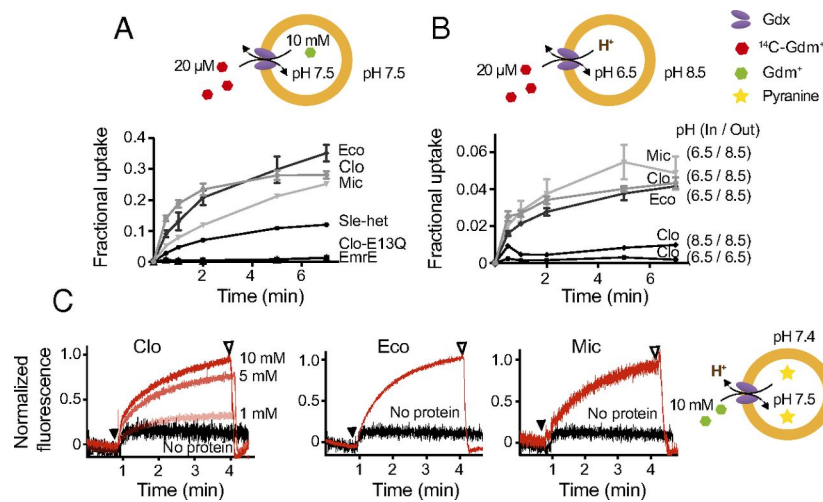 A
10 mM
20 µM
pH 7.5
pH 7.5
B
H⁺
20 µM
pH 6.5
pH 8.5
Gdx
¹⁴C-Gdm⁺
Gdm⁺
Pyranine
Fractional uptake
0.4
0.3
0.2
0.1
0
Eco
Clo
Mic
Sle-het
Clo-E13Q
EmrE
0 2 4 6
Time (min)
Fractional uptake
0.06
0.04
0.02
0
pH (In / Out)
Mic (6.5 / 8.5)
Clo (6.5 / 8.5)
Eco (6.5 / 8.5)
Clo (8.5 / 8.5)
Clo (6.5 / 6.5)
0 2 4 6
Time (min)
C
Normalized
fluorescence
Clo
1.0
0.5
0
10 mM
5 mM
1 mM
No protein
1 2 3 4
Time (min)
Eco
1.0
0.5
0
No protein
1 2 3 4
Time (min)
Mic
1.0
0.5
0
No protein
1 2 3 4
Time (min)
pH 7.4
H⁺
pH 7.5
10 mM